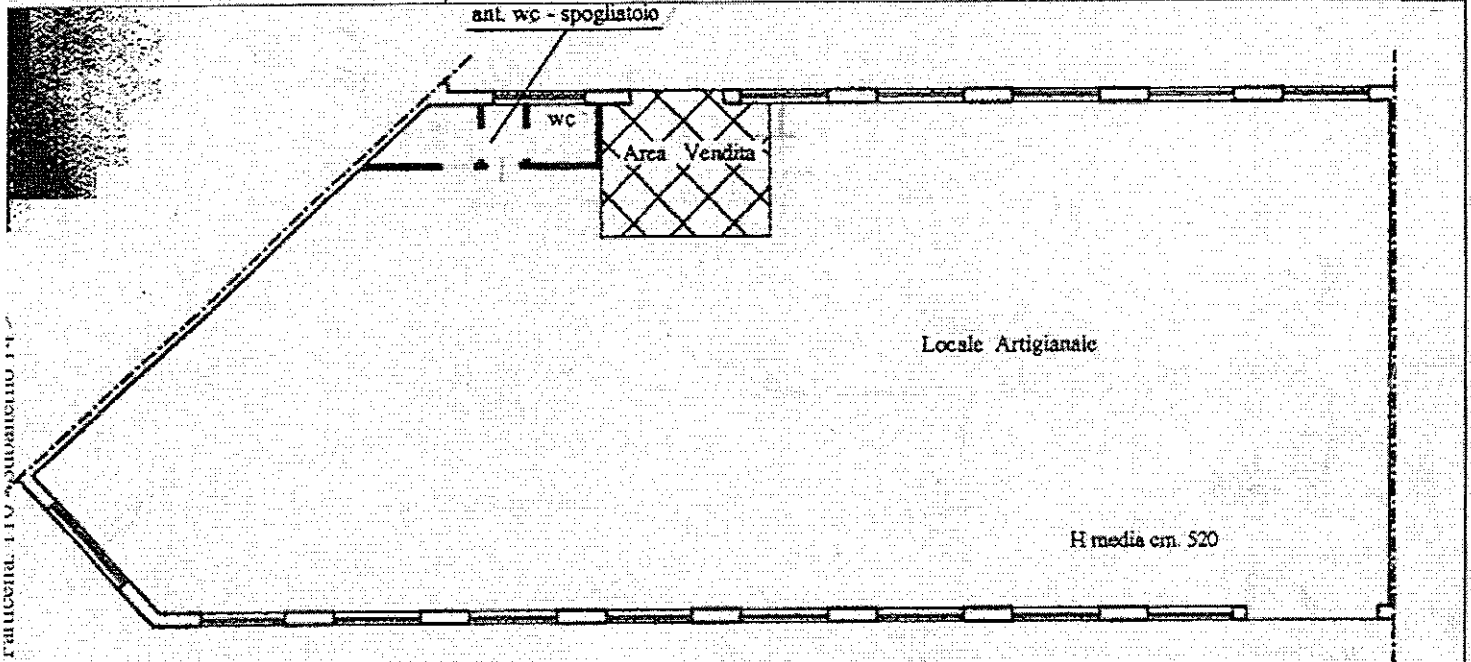 ant. wc - spogliatoio
wc
Area Vendita
Locale Artigianale
H media cm. 520